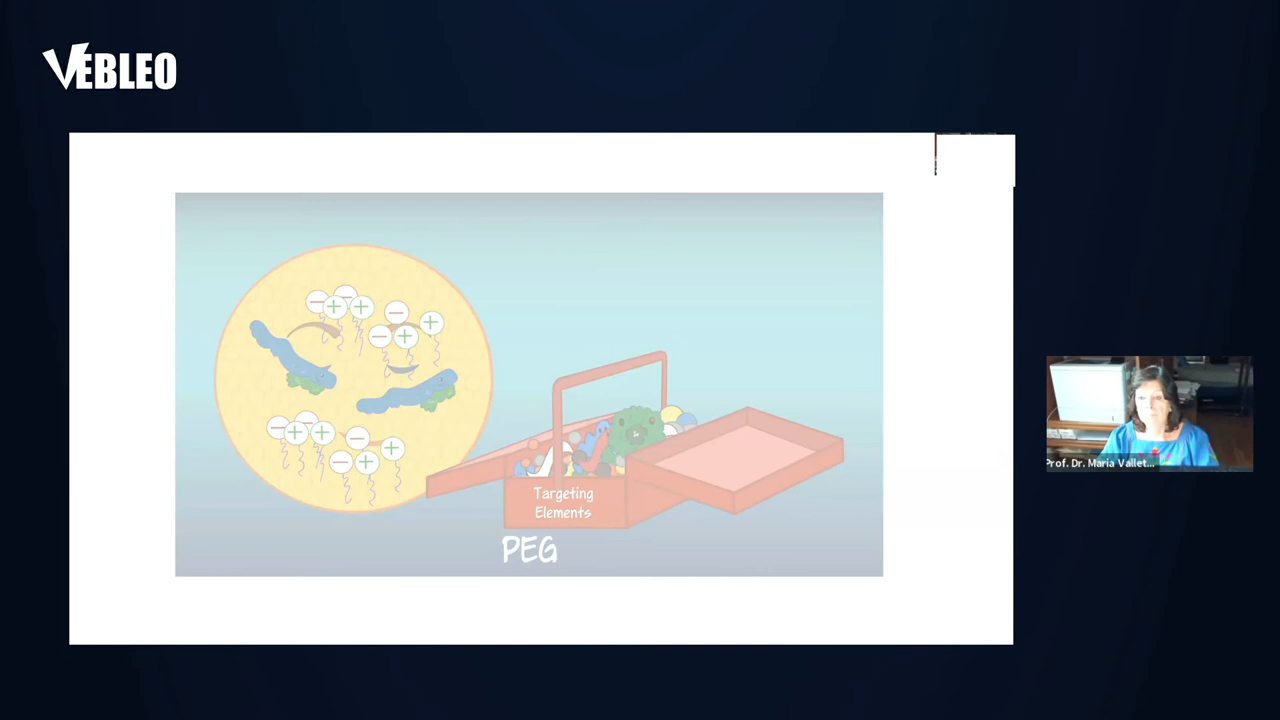 VEBLEO
Targeting
Elements
PEG
Prof. Dr. Maria Vallet...